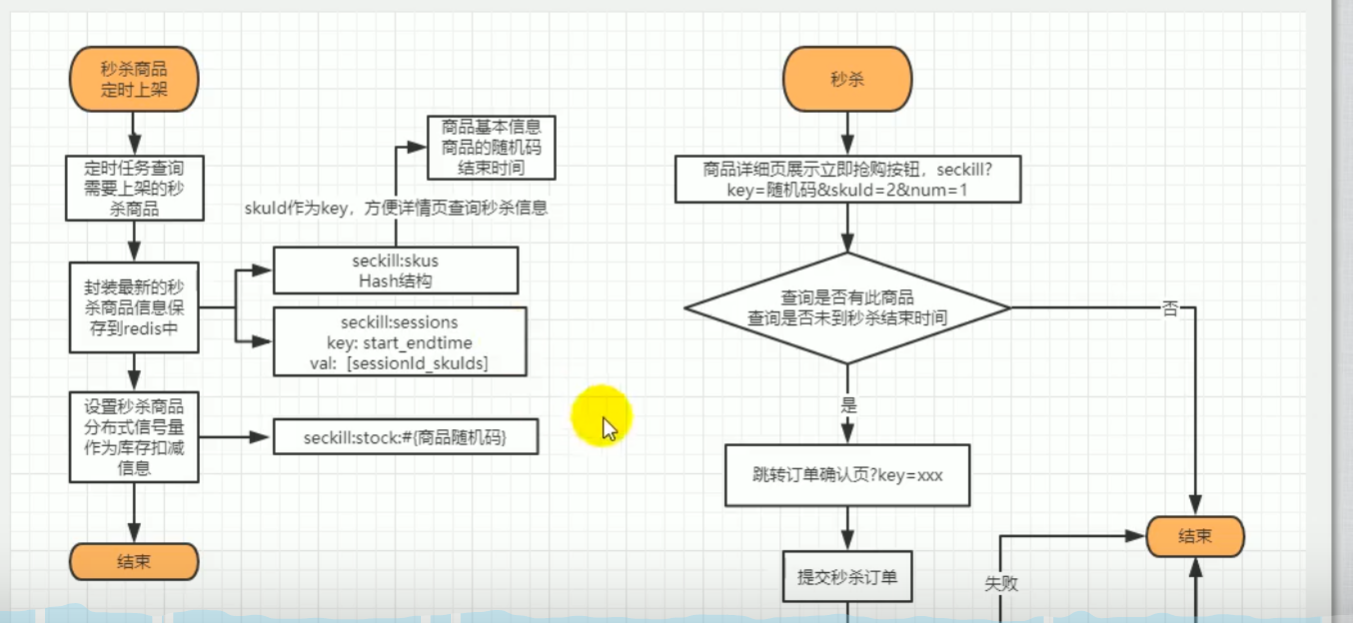 秒杀商品
定时上架
定时任务查询
需要上架的秒
杀商品
商品基本信息
商品的随机码
结束时间
skuId作为key，方便详情页查询秒杀信息
封装最新的秒
杀商品信息保
存到redis中
seckill:skus
Hash结构
seckill:sessions
key: start_endtime
val: [sessionId_skuIds]
设置秒杀商品
分布式信号量
作为库存扣减
信息
seckill:stock:#{商品随机码}
结束
秒杀
商品详细页展示立即抢购按钮，seckill?
key=随机码&skuId=2&num=1
查询是否有此商品
查询是否未到秒杀结束时间
否
是
跳转订单确认页?key=xxx
提交秒杀订单
失败
结束